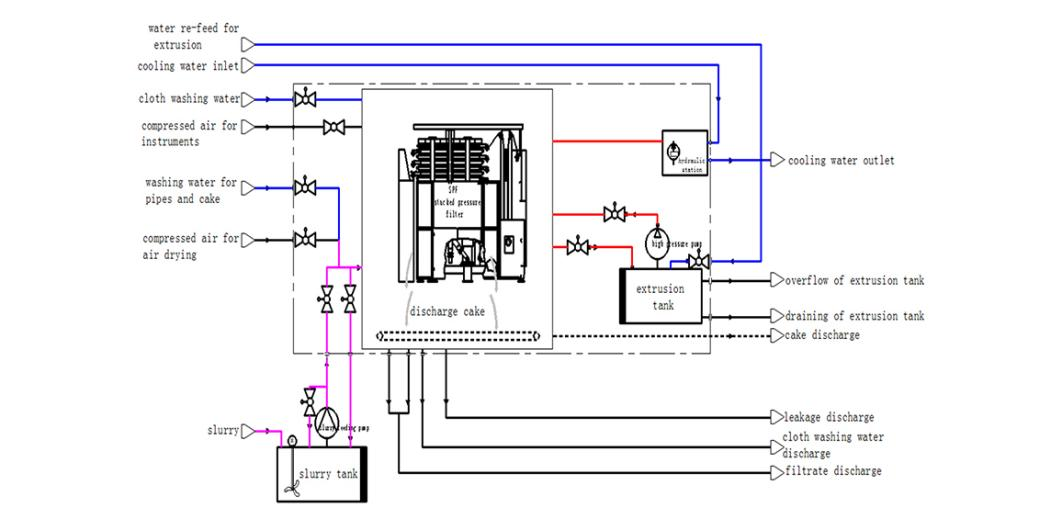 water re-feed for
extrusion
cooling water inlet
cloth washing water
compressed air for
instruments
washing water for
pipes and cake
compressed air for
air drying
slurry
SPF
stacked pressure
filter
discharge cake
hydraulic
station
high pressure pump
extrusion
tank
slurry feeding pump
slurry tank
cooling water outlet
overflow of extrusion tank
draining of extrusion tank
cake discharge
leakage discharge
cloth washing water
discharge
filtrate discharge